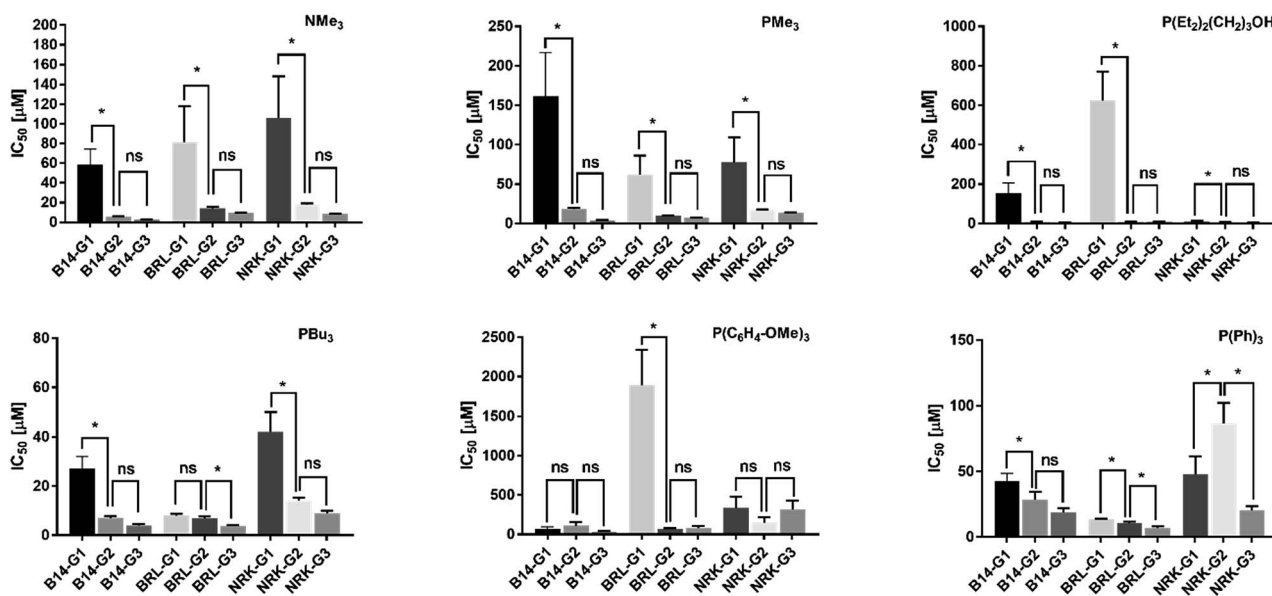 NMe₃
IC₅₀ [µM]
200
180
160
140
120
100
80
60
40
20
0
* ns * ns * ns
B14-G1 B14-G2 B14-G3 BRL-G1 BRL-G2 BRL-G3 NRK-G1 NRK-G2 NRK-G3
PMe₃
IC₅₀ [µM]
250
200
150
100
50
0
* ns * ns * ns
B14-G1 B14-G2 B14-G3 BRL-G1 BRL-G2 BRL-G3 NRK-G1 NRK-G2 NRK-G3
P(Et₂)₂(CH₂)₃OH
IC₅₀ [µM]
1000
800
600
400
200
0
* ns * ns * ns
B14-G1 B14-G2 B14-G3 BRL-G1 BRL-G2 BRL-G3 NRK-G1 NRK-G2 NRK-G3
PBu₃
IC₅₀ [µM]
80
60
40
20
0
* ns ns * * ns
B14-G1 B14-G2 B14-G3 BRL-G1 BRL-G2 BRL-G3 NRK-G1 NRK-G2 NRK-G3
P(C₆H₄-OMe)₃
IC₅₀ [µM]
2500
2000
1500
1000
500
0
ns ns * ns ns ns
B14-G1 B14-G2 B14-G3 BRL-G1 BRL-G2 BRL-G3 NRK-G1 NRK-G2 NRK-G3
P(Ph)₃
IC₅₀ [µM]
150
100
50
0
* ns * * * *
B14-G1 B14-G2 B14-G3 BRL-G1 BRL-G2 BRL-G3 NRK-G1 NRK-G2 NRK-G3